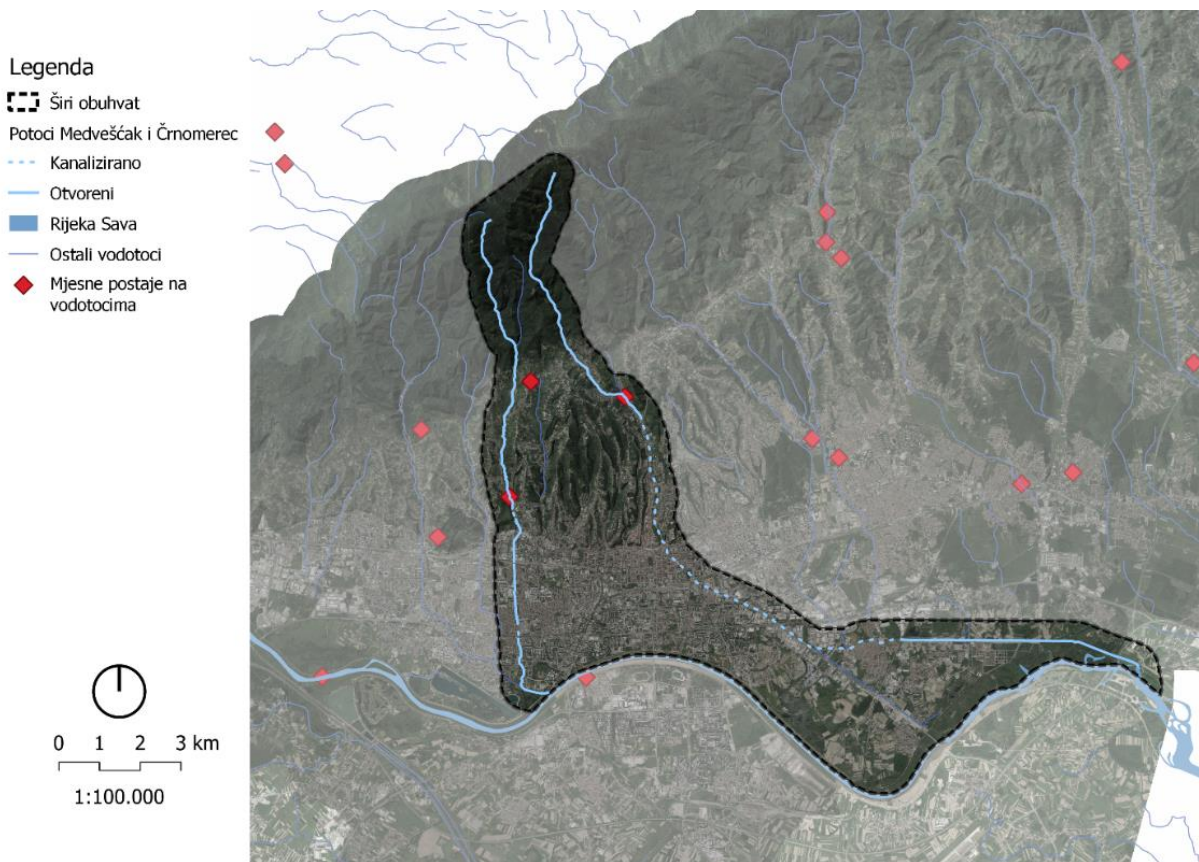 Legenda
Širi obuhvat
Potoci Medveščak i Črnomerec
Kanalizirano
Otvoreni
Rijeka Sava
Ostali vodotoci
Mjesne postaje na
vodotocima
0 1 2 3 km
1:100.000